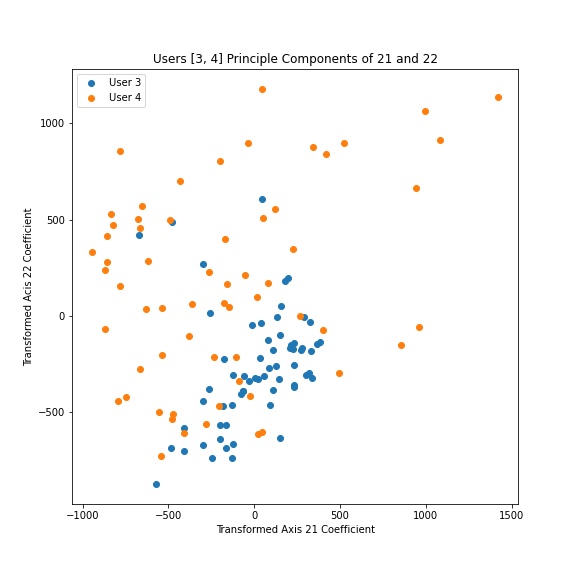 Users [3, 4] Principle Components of 21 and 22
User 3
User 4
1000
500
0
−500
Transformed Acis 22 Coefficient
−1000
−500
0
500
1000
1500
Transformed Axis 21 Coefficient